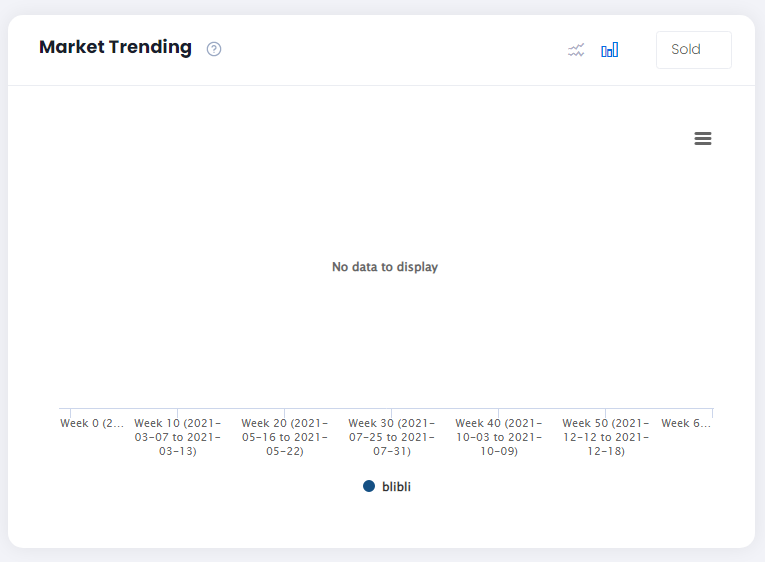 Market Trending
?
Sold
No data to display
Week 0 (2...
Week 10 (2021-
03-07 to 2021-
03-13)
Week 20 (2021-
05-16 to 2021-
05-22)
Week 30 (2021-
07-25 to 2021-
07-31)
Week 40 (2021-
10-03 to 2021-
10-09)
Week 50 (2021-
12-12 to 2021-
12-18)
Week 6...
blibli